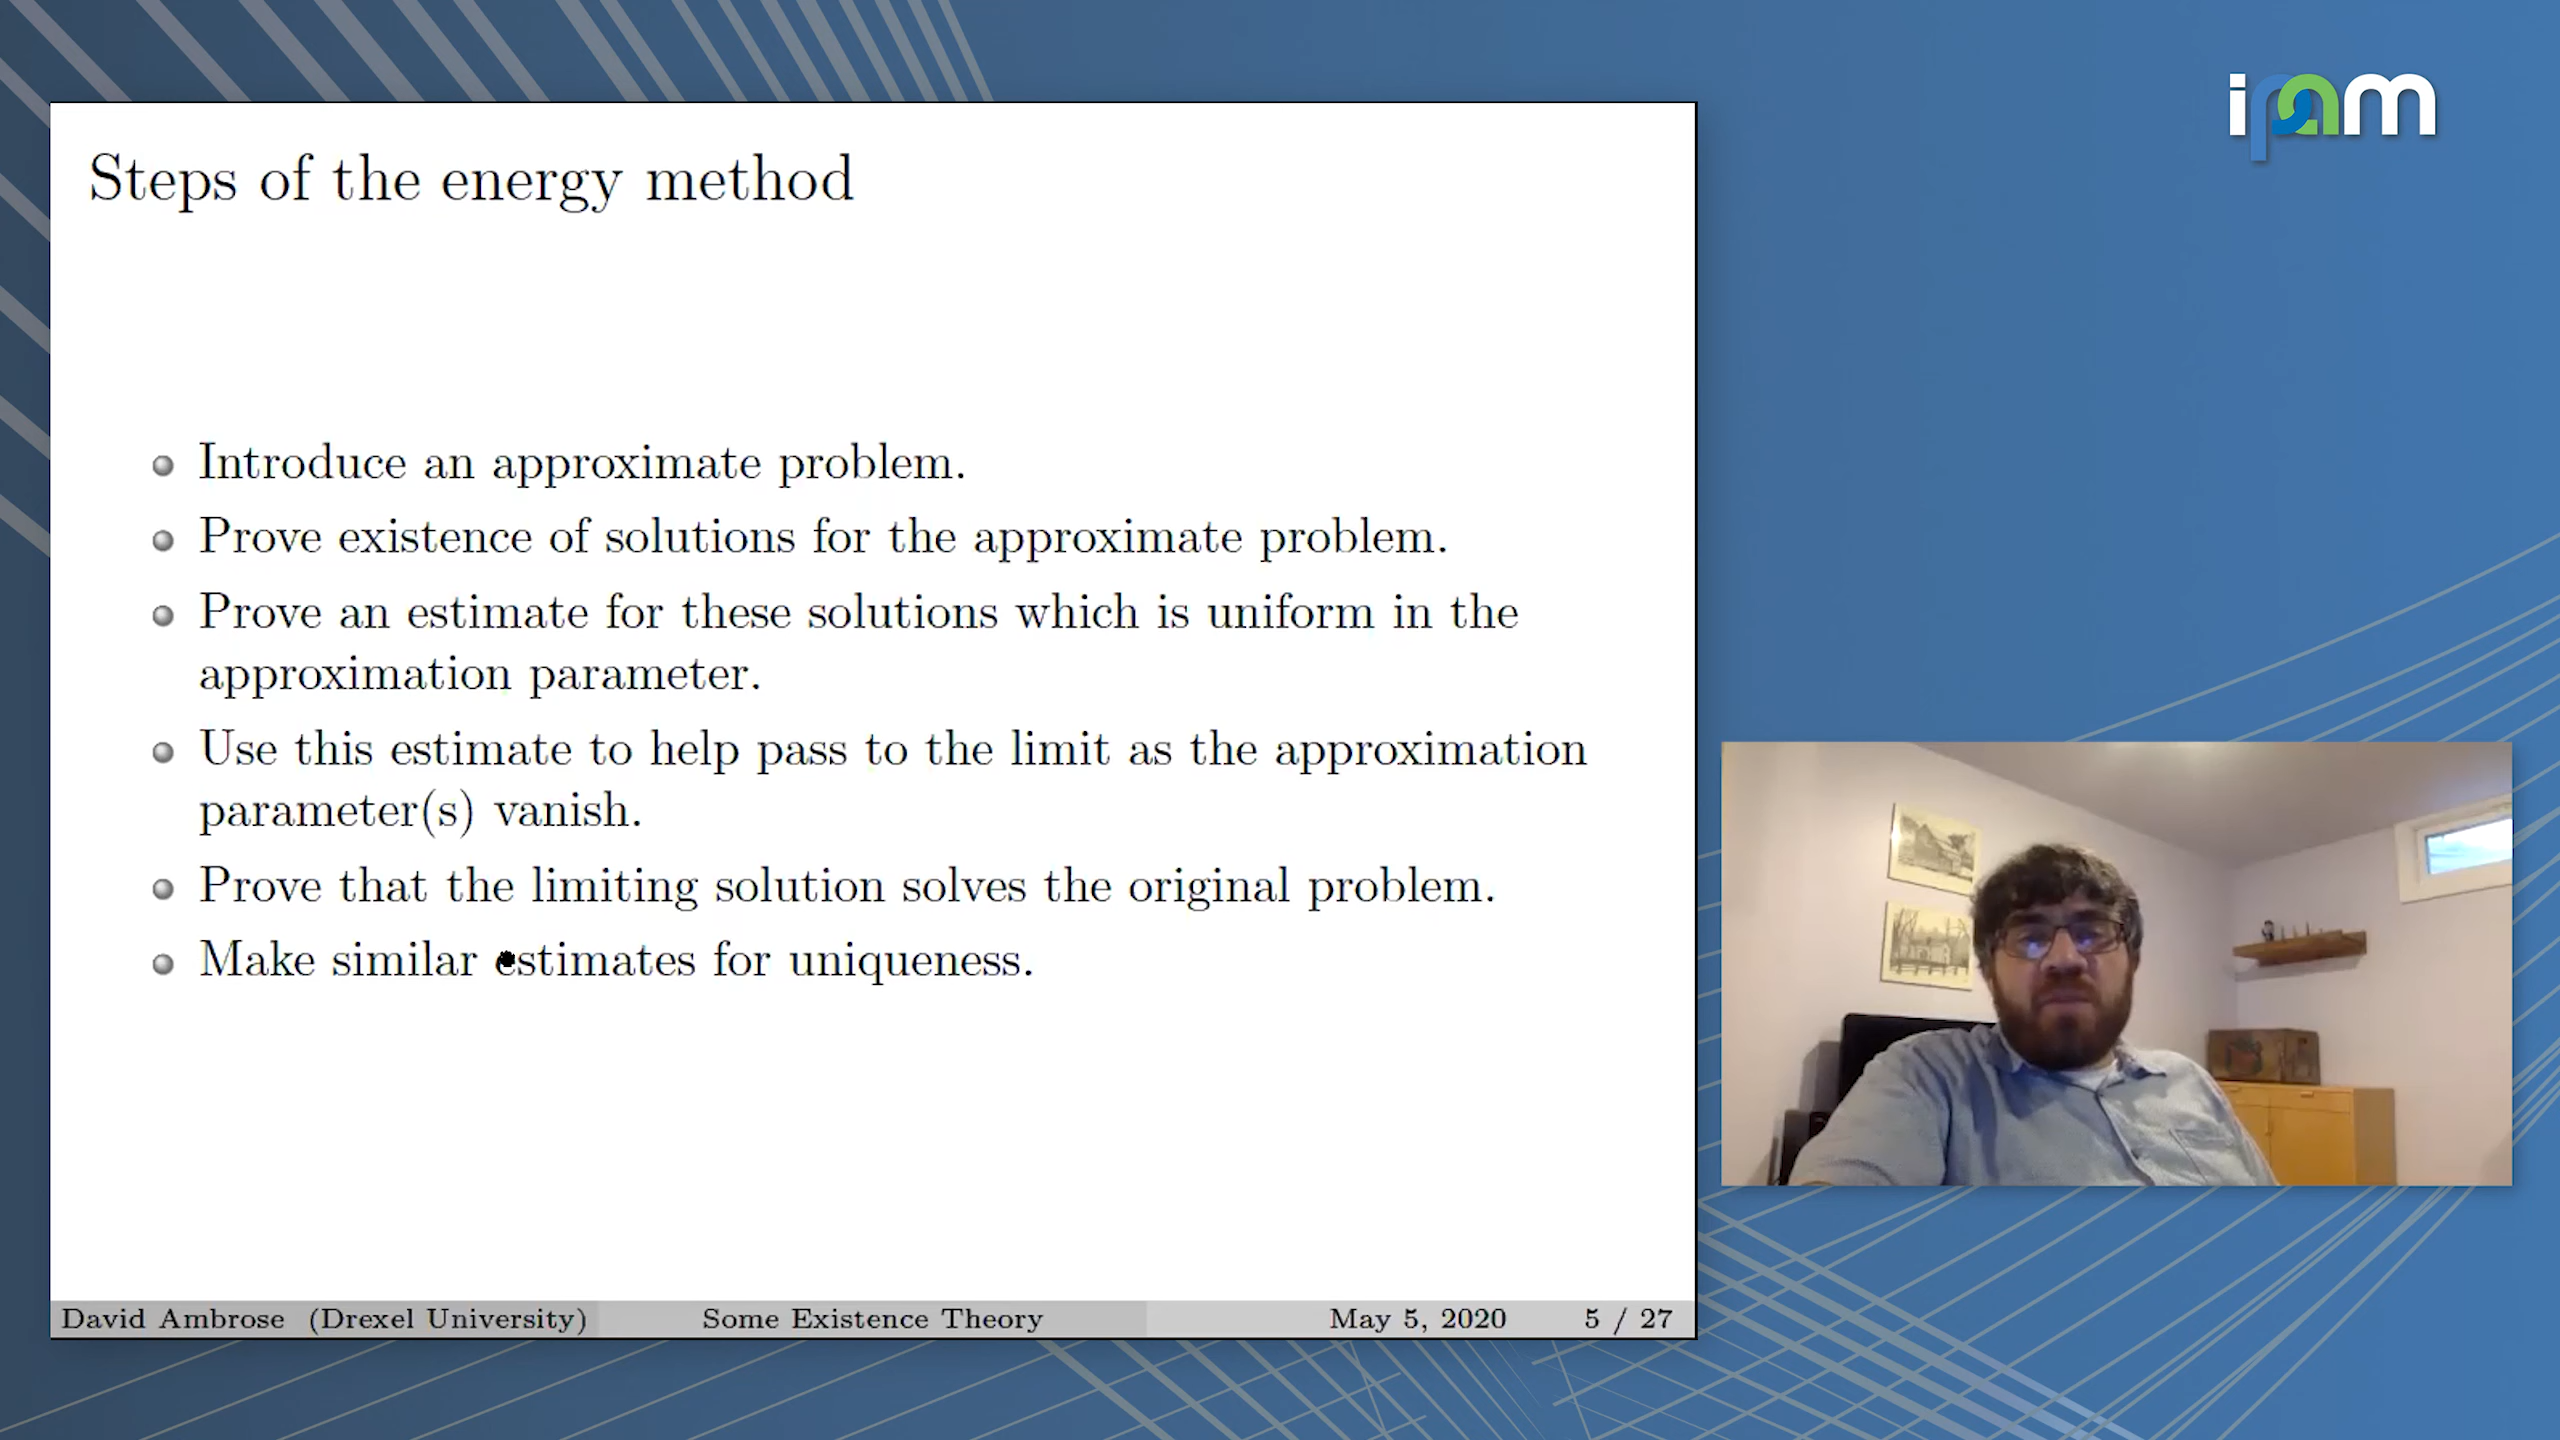 ipam
Steps of the energy method
Introduce an approximate problem.
Prove existence of solutions for the approximate problem.
Prove an estimate for these solutions which is uniform in the
approximation parameter.
Use this estimate to help pass to the limit as the approximation
parameter(s) vanish.
Prove that the limiting solution solves the original problem.
Make similar estimates for uniqueness.
David Ambrose (Drexel University) Some Existence Theory May 5, 2020 5 / 27